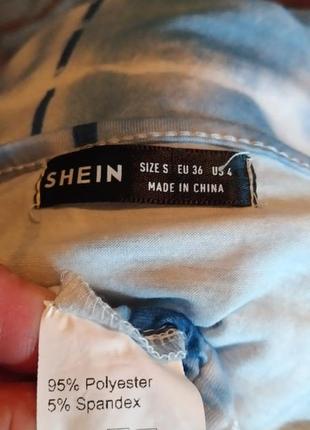 SHEIN
SIZE S EU 36 US 4
MADE IN CHINA
95% Polyester
5% Spandex